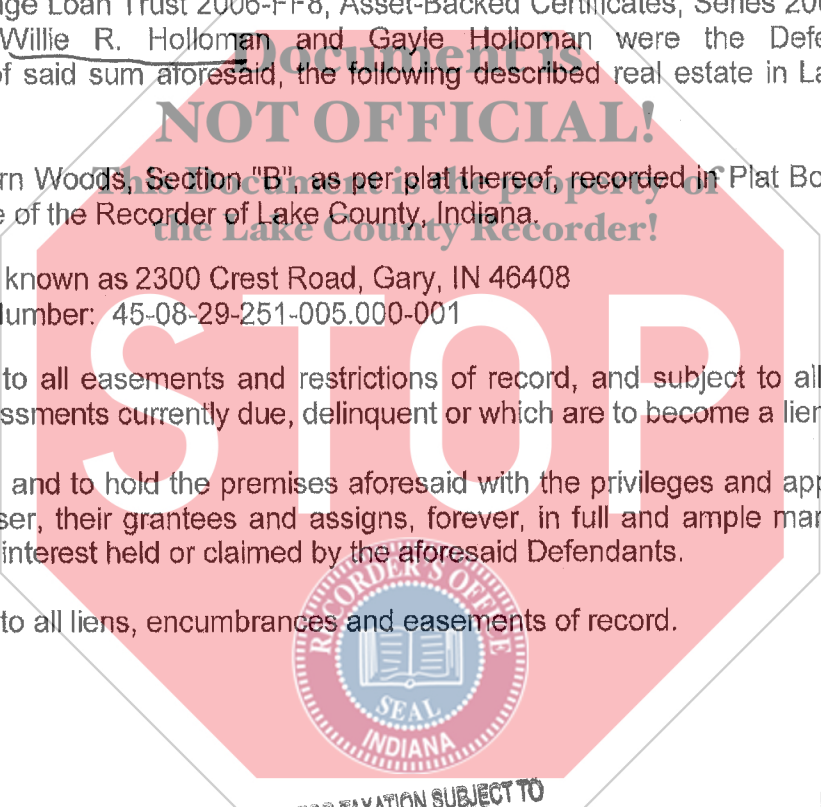 ge Loan Trust 2006-FF8, Asset-Backed Certificates, Series 20
Willie R. Holloman and Gayle Holloman were the Defe
of said sum aforesaid, the following described real estate in La
Document is
NOT OFFICIAL!
This Document is the property of
the Lake County Recorder!
rn Woods, Section "B", as per plat thereof, recorded in Plat Bo
e of the Recorder of Lake County, Indiana.
known as 2300 Crest Road, Gary, IN 46408
Number: 45-08-29-251-005.000-001
STOP
to all easements and restrictions of record, and subject to all
ssments currently due, delinquent or which are to become a lien
and to hold the premises aforesaid with the privileges and app
ser, their grantees and assigns, forever, in full and ample man
interest held or claimed by the aforesaid Defendants.
to all liens, encumbrances and easements of record.
RECORDER'S OFFICE
SEAL
INDIANA
FOR TAXATION SUBJECT TO